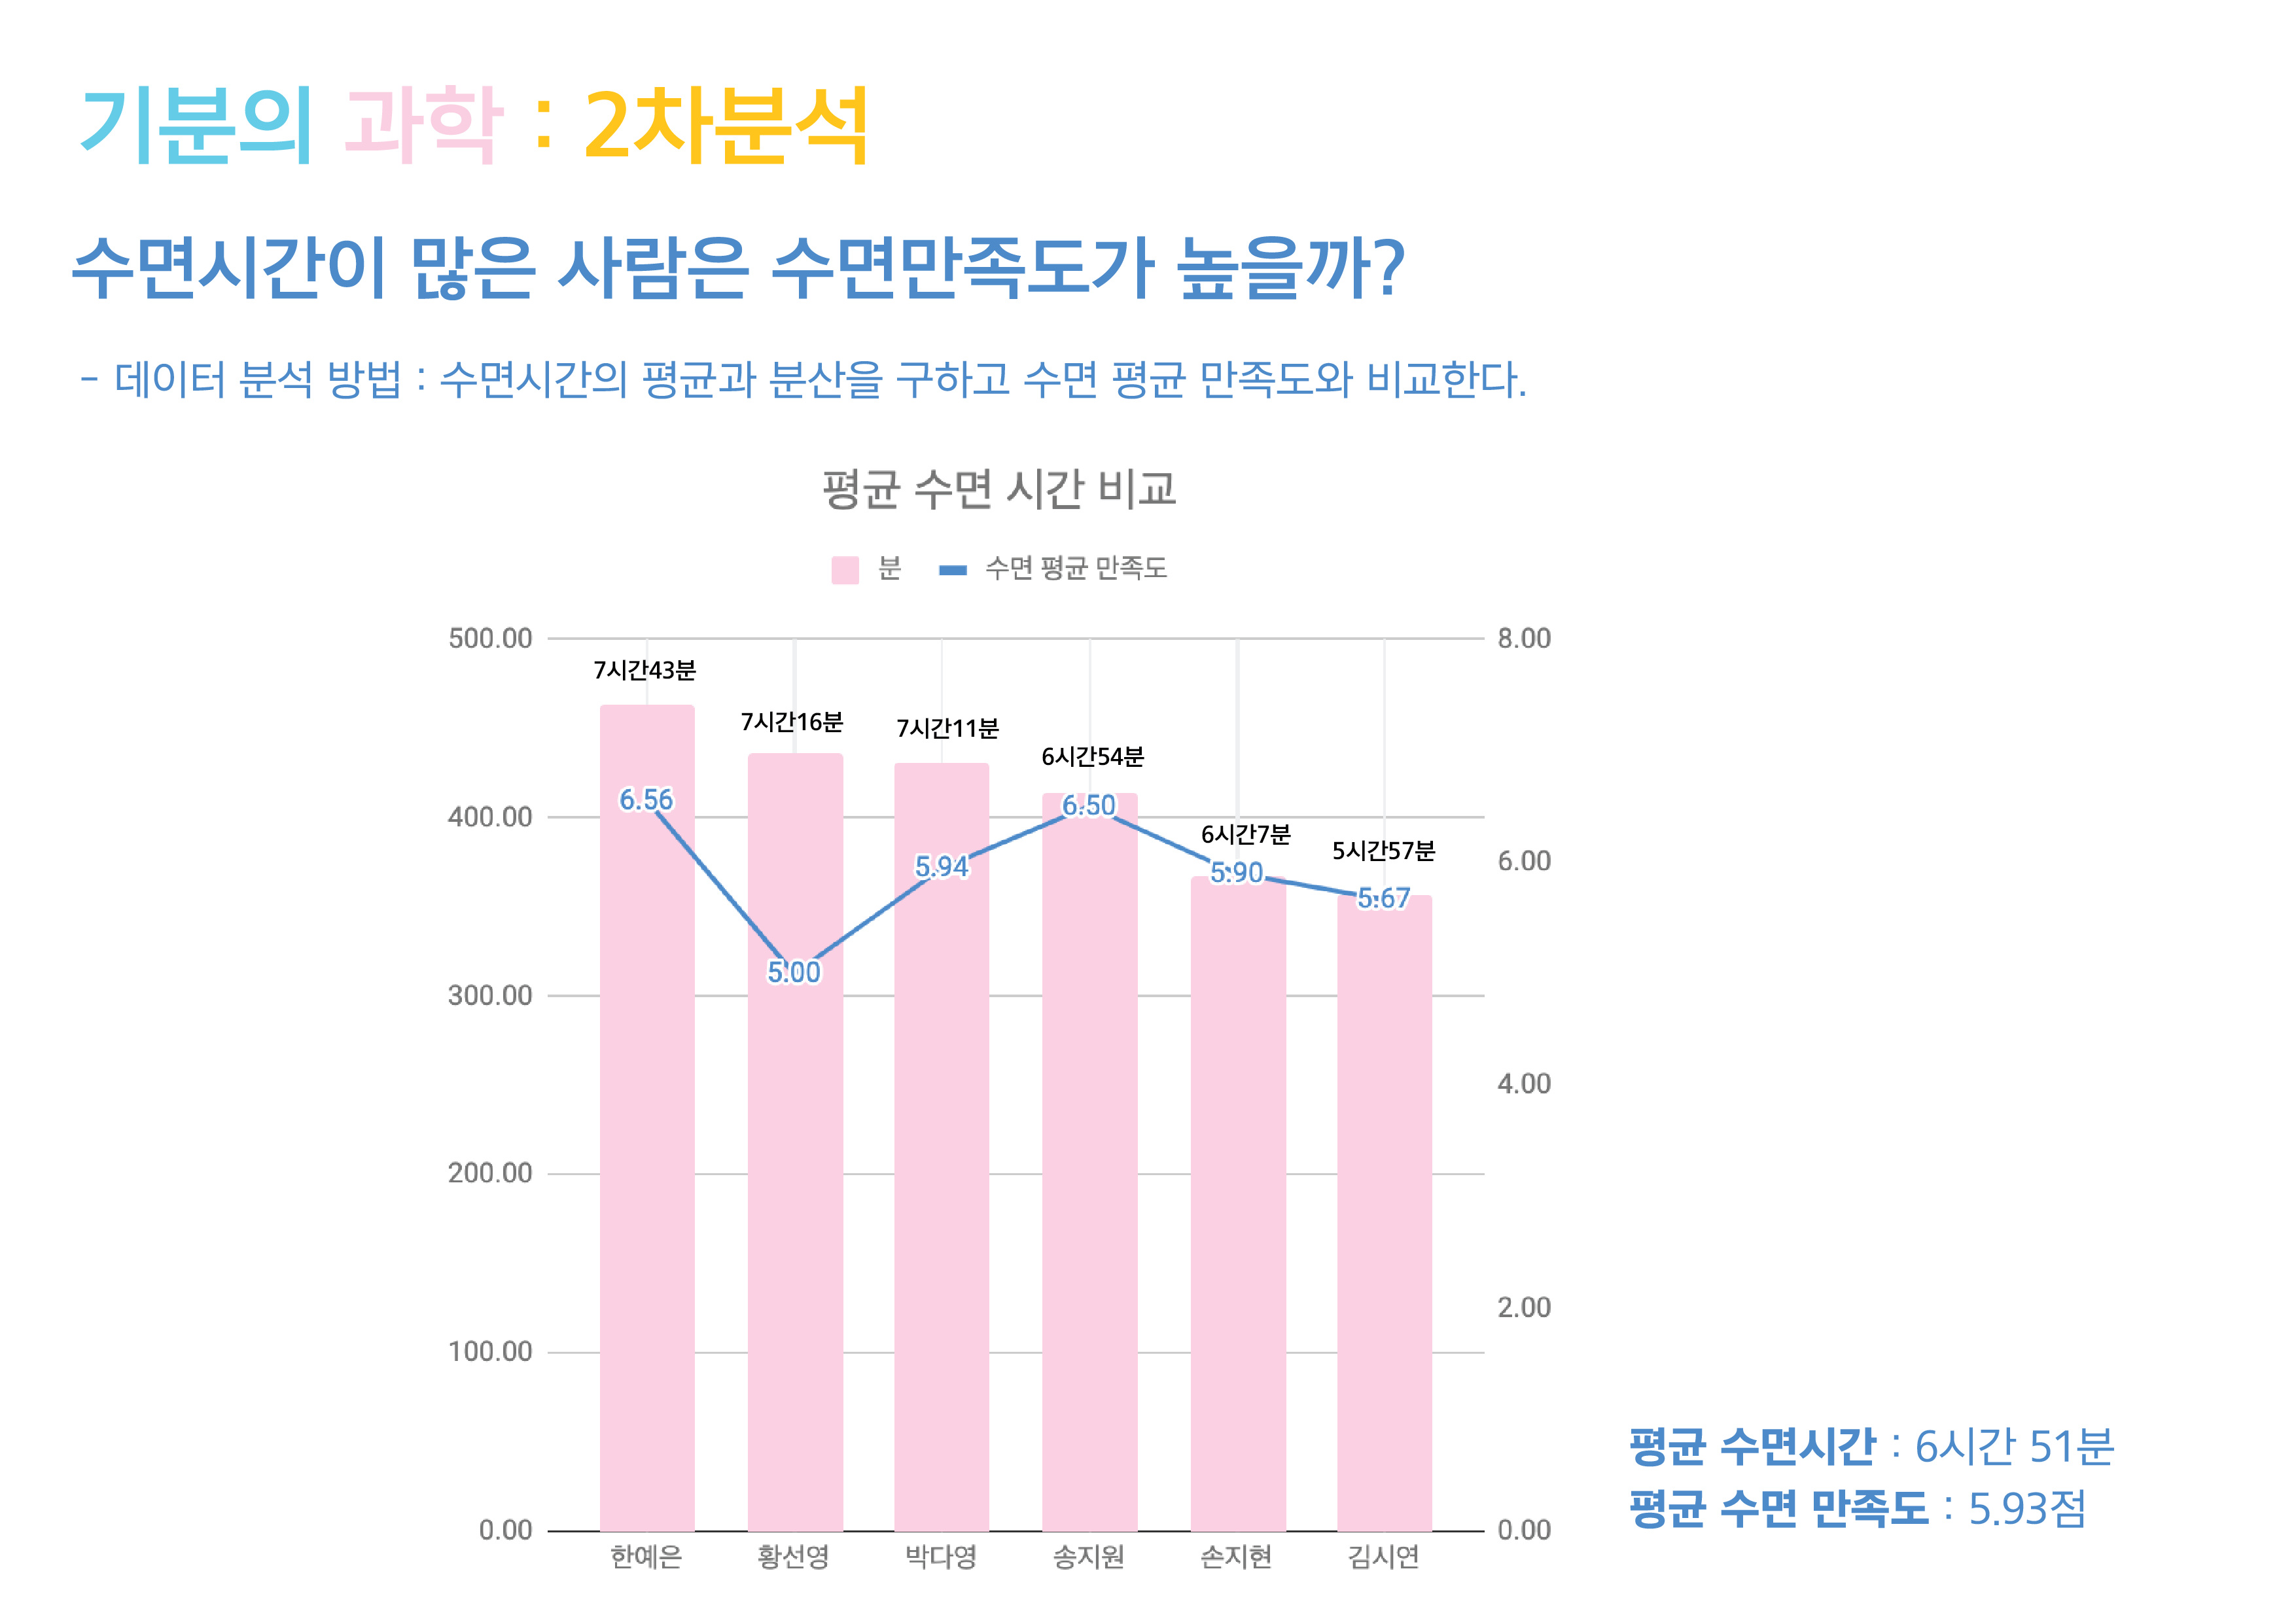 기분의 과학 : 2차분석
수면시간이 많은 사람은 수면만족도가 높을까?
- 데이터 분석 방법 : 수면시간의 평균과 분산을 구하고 수면 평균 만족도와 비교한다.
평균 수면 시간 비교
분 수면 평균 만족도
500.00 8.00
7시간43분
7시간16분
7시간11분
6시간54분
6.56
6.50
400.00
6시간7분
5시간57분
6.00
5.94
5.90
5.67
5.00
300.00
4.00
200.00
2.00
100.00
평균 수면시간 : 6시간 51분
평균 수면 만족도 : 5.93점
0.00 0.00
한예은 황선영 박다영 송지원 손지현 김시연